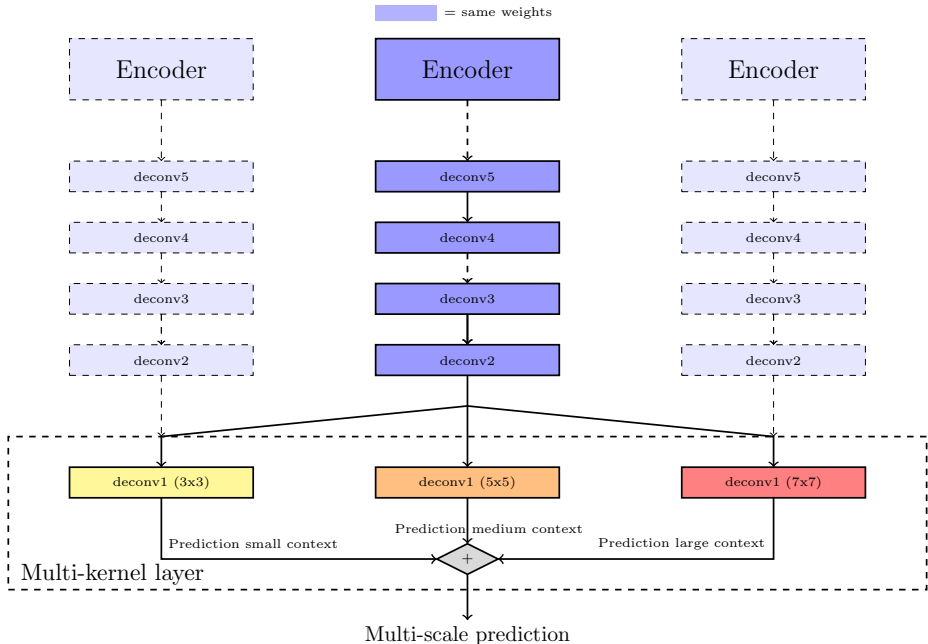 = same weights
Encoder
Encoder
Encoder
deconv5
deconv5
deconv5
deconv4
deconv4
deconv4
deconv3
deconv3
deconv3
deconv2
deconv2
deconv2
deconv1 (3x3)
deconv1 (5x5)
deconv1 (7x7)
Prediction medium context
Prediction small context
Prediction large context
+
Multi-kernel layer
Multi-scale prediction